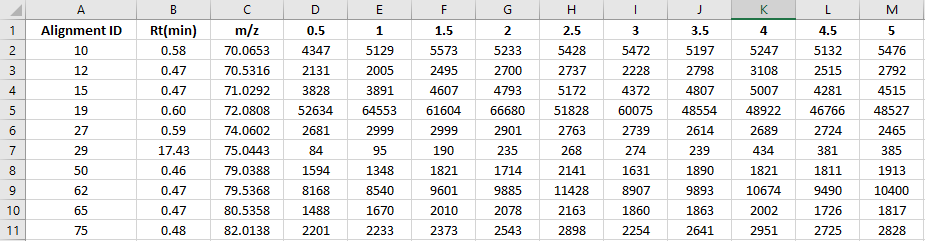 A B C D E F G H I J K L M
1 Alignment ID Rt(min) m/z 0.5 1 1.5 2 2.5 3 3.5 4 4.5 5
2 10 0.58 70.0653 4347 5129 5573 5233 5428 5472 5197 5247 5132 5476
3 12 0.47 70.5316 2131 2005 2495 2700 2737 2228 2798 3108 2515 2792
4 15 0.47 71.0292 3828 3891 4607 4793 5172 4372 4807 5007 4281 4515
5 19 0.60 72.0808 52634 64553 61604 66680 51828 60075 48554 48922 46766 48527
6 27 0.59 74.0602 2681 2999 2999 2901 2763 2739 2614 2689 2724 2465
7 29 17.43 75.0443 84 95 190 235 268 274 239 434 381 385
8 50 0.46 79.0388 1594 1348 1821 1714 2141 1631 1890 1821 1811 1913
9 62 0.47 79.5368 8168 8540 9601 9885 11428 8907 9893 10674 9490 10400
10 65 0.47 80.5358 1488 1670 2010 2078 2163 1860 1863 2002 1726 1817
11 75 0.48 82.0138 2201 2233 2373 2543 2898 2254 2641 2951 2725 2828